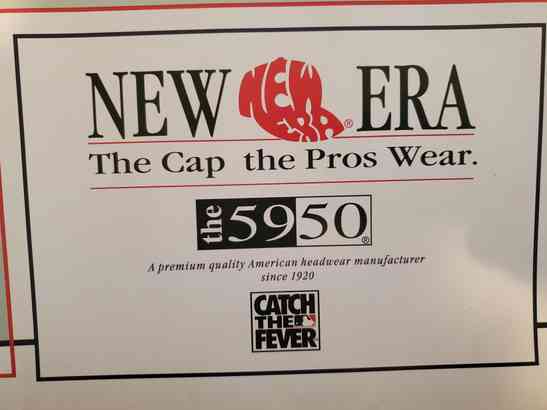 NEW NEW ERA® ERA
The Cap the Pros Wear.
the 5950®
A premium quality American headwear manufacturer
since 1920
CATCH
THE
FEVER